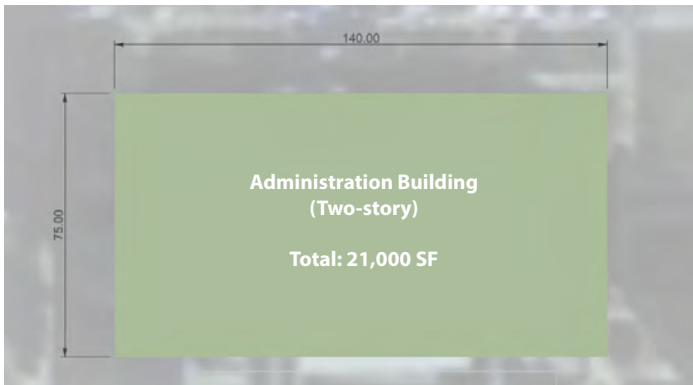 140.00
75.00
Administration Building
(Two-story)
Total: 21,000 SF